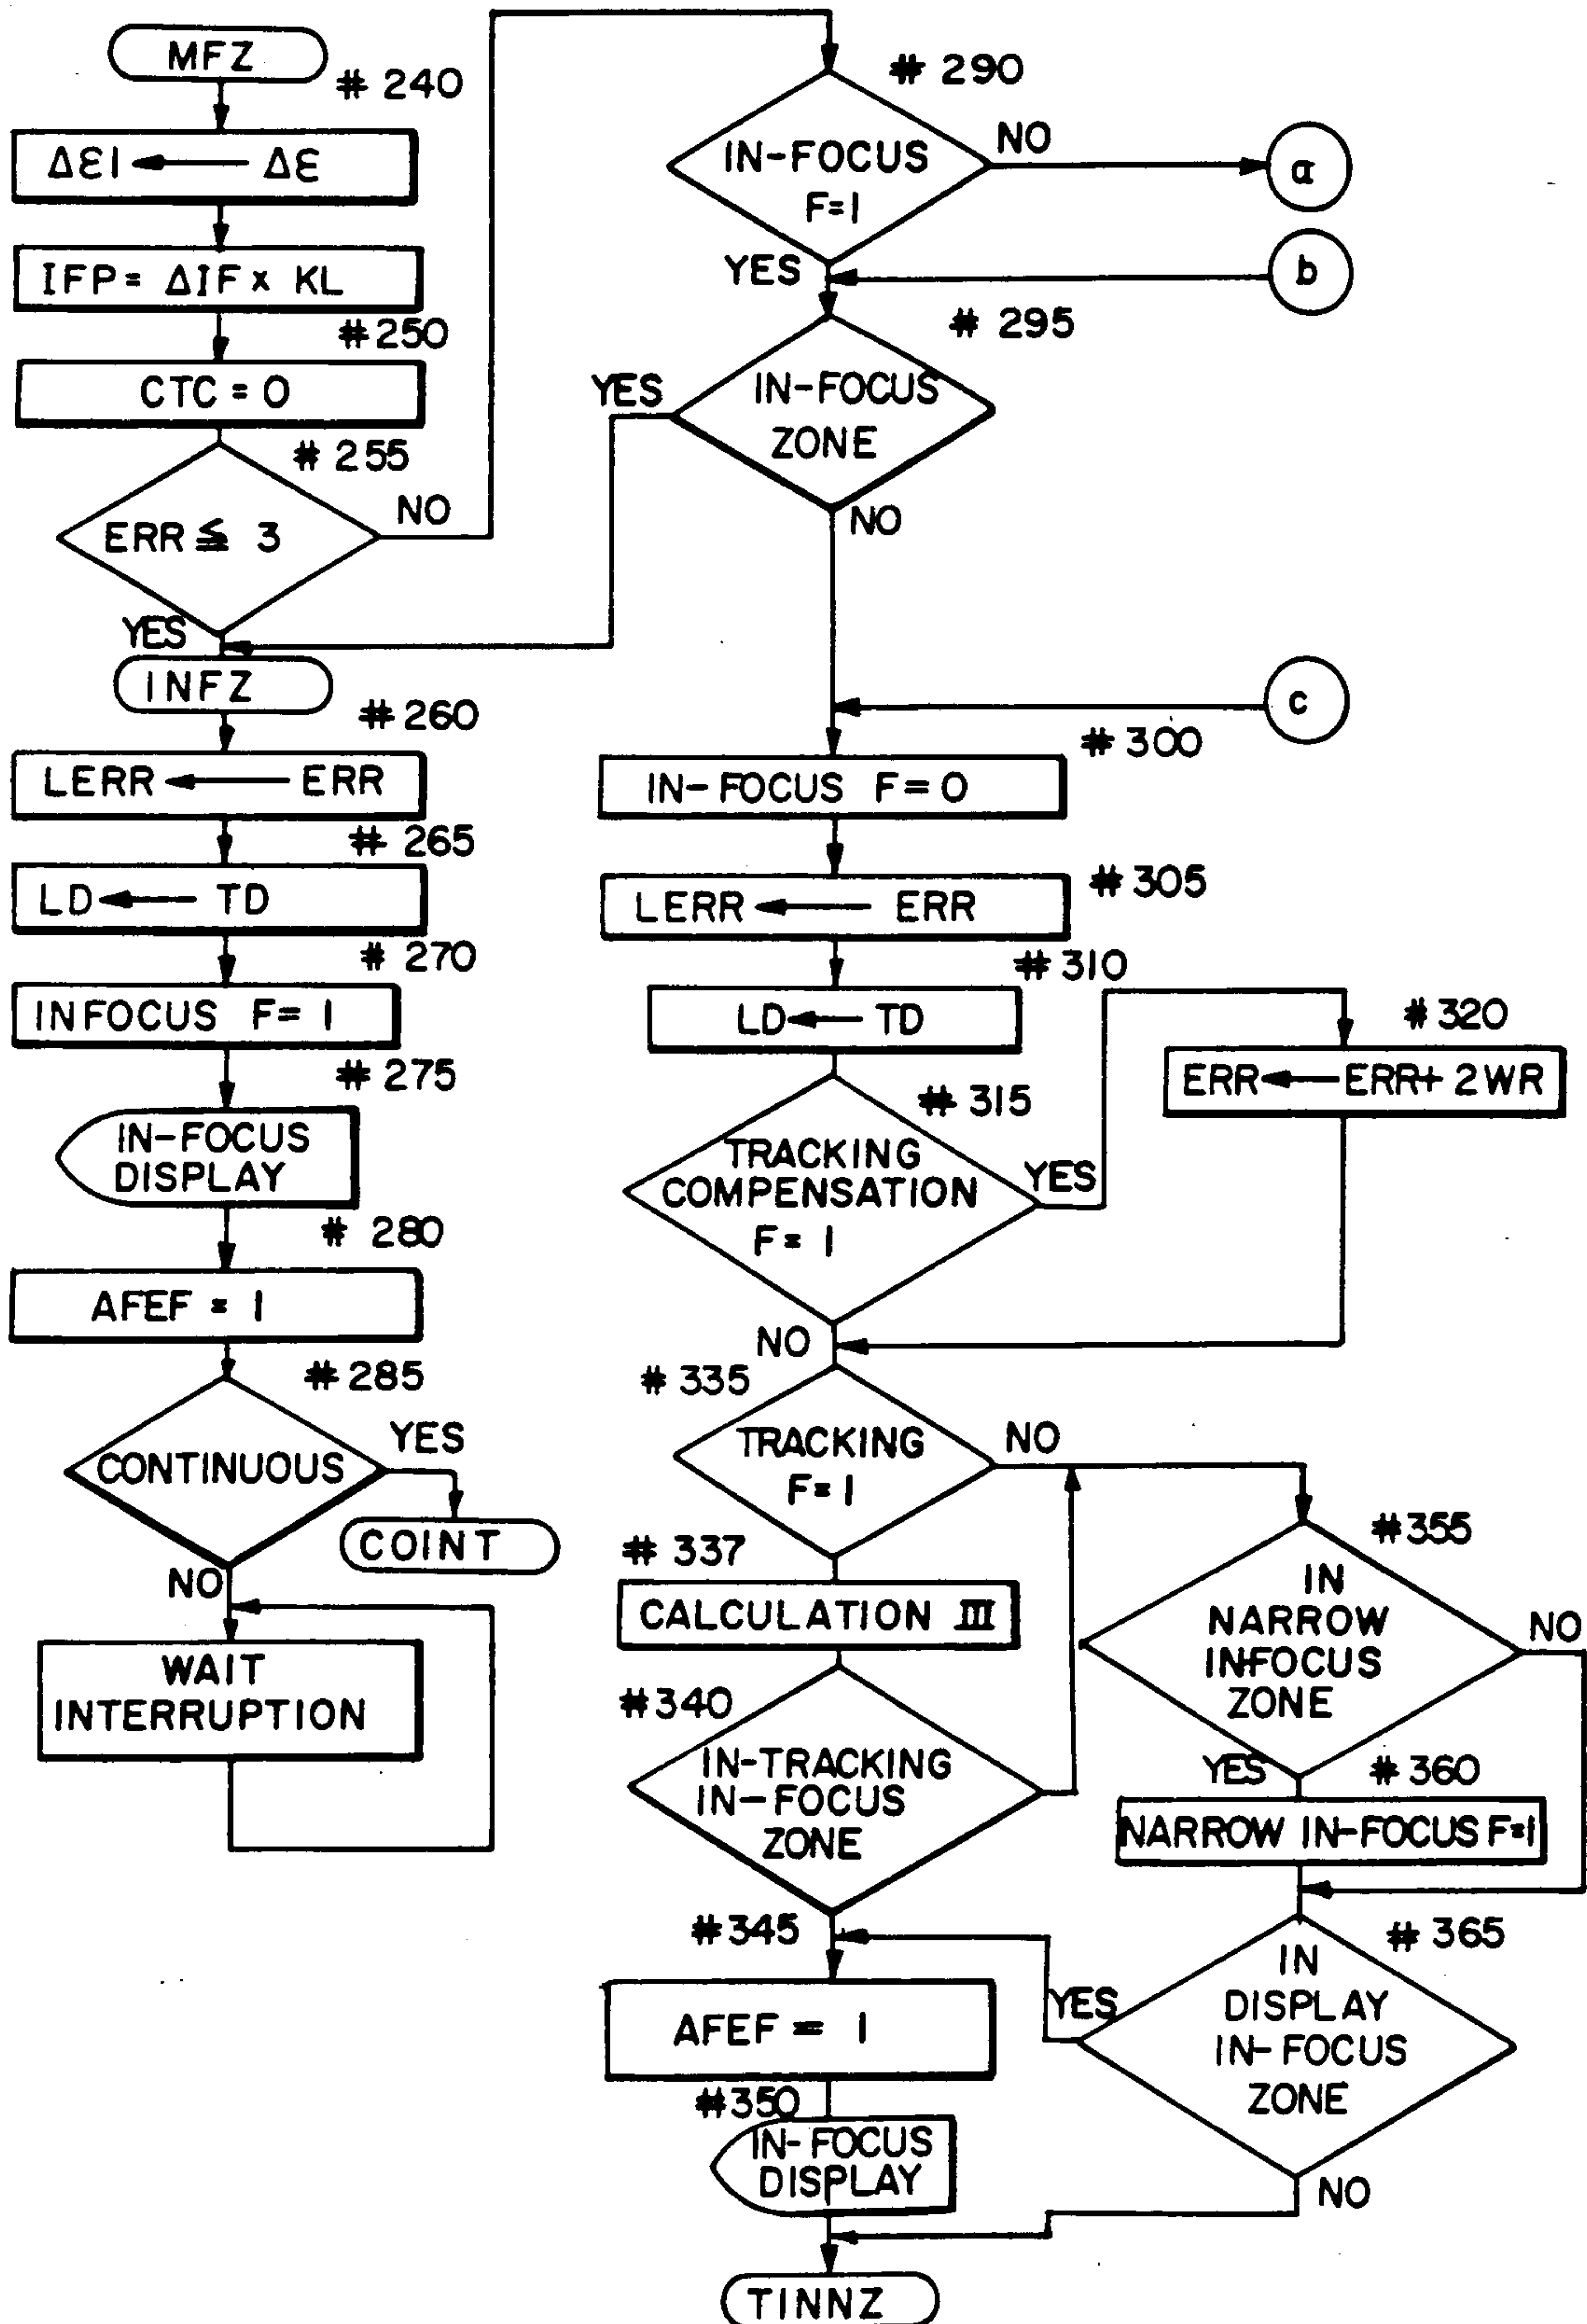 MFZ
# 240
ΔεI ← Δε
IFP = ΔIF x KL
#250
CTC = 0
# 255
ERR ≦ 3
NO
YES
INFZ
#260
LERR ← ERR
# 265
LD ← TD
# 270
INFOCUS F= 1
# 275
IN-FOCUS
DISPLAY
# 280
AFEF = 1
# 285
CONTINUOUS
YES
COINT
NO
WAIT
INTERRUPTION
# 290
IN-FOCUS
F=1
NO
a
YES
b
# 295
YES
IN-FOCUS
ZONE
NO
c
#300
IN-FOCUS F=0
#305
LERR ← ERR
#310
LD ← TD
#320
ERR ← ERR+ 2WR
#315
TRACKING
COMPENSATION
F= 1
YES
NO
# 335
TRACKING
F=1
NO
# 337
CALCULATION III
#340
IN-TRACKING
IN-FOCUS
ZONE
#355
IN
NARROW
IN-FOCUS
ZONE
NO
YES
#360
NARROW IN-FOCUS F=1
#345
AFEF = 1
#365
IN
DISPLAY
IN-FOCUS
ZONE
YES
NO
#350
IN-FOCUS
DISPLAY
TINNZ